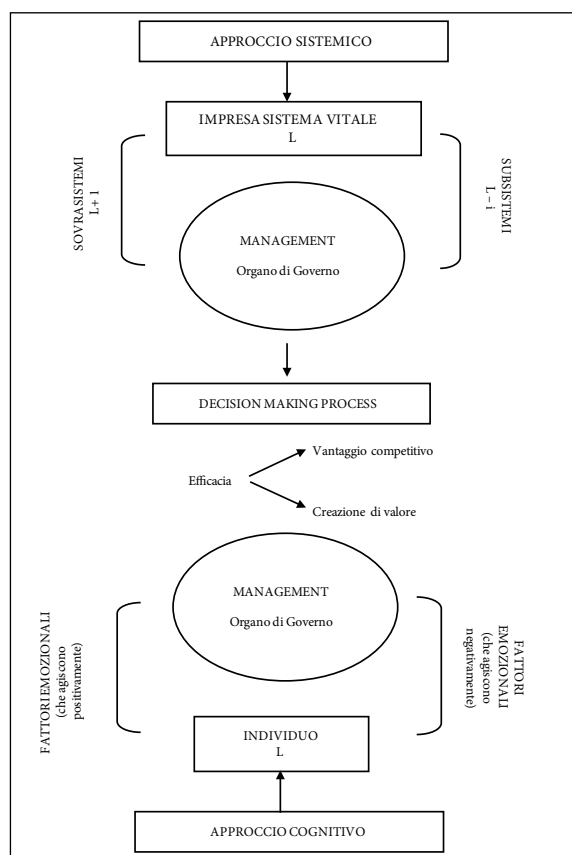 APPROCCIO SISTEMICO
IMPRESA SISTEMA VITALE
L
SOVRASISTEMI
L + 1
SUBSISTEMI
L – i
MANAGEMENT
Organo di Governo
DECISION MAKING PROCESS
Efficacia
Vantaggio competitivo
Creazione di valore
MANAGEMENT
Organo di Governo
FATTORI EMOZIONALI
(che agiscono
positivamente)
FATTORI
EMOZIONALI
(che agiscono
negativamente)
INDIVIDUO
L
APPROCCIO COGNITIVO